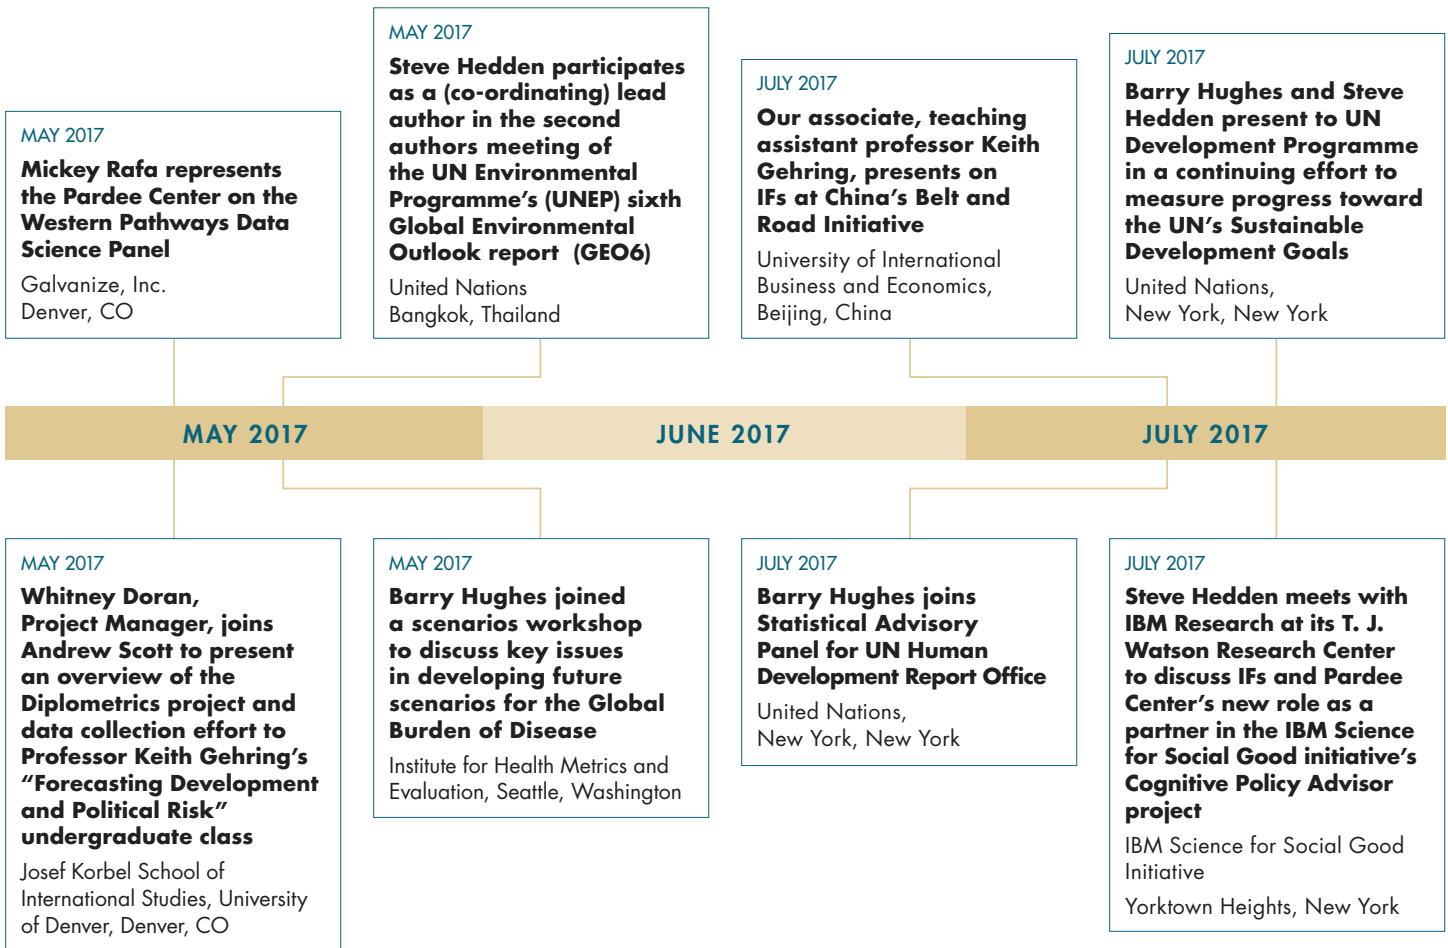 MAY 2017
Mickey Rafa represents
the Pardee Center on the
Western Pathways Data
Science Panel
Galvanize, Inc.
Denver, CO
MAY 2017
Steve Hedden participates
as a (co-ordinating) lead
author in the second
authors meeting of
the UN Environmental
Programme's (UNEP) sixth
Global Environmental
Outlook report (GEO6)
United Nations
Bangkok, Thailand
JULY 2017
Our associate, teaching
assistant professor Keith
Gehring, presents on
IFs at China's Belt and
Road Initiative
University of International
Business and Economics,
Beijing, China
JULY 2017
Barry Hughes and Steve
Hedden present to UN
Development Programme
in a continuing effort to
measure progress toward
the UN's Sustainable
Development Goals
United Nations,
New York, New York
MAY 2017
JUNE 2017
JULY 2017
MAY 2017
Whitney Doran,
Project Manager, joins
Andrew Scott to present
an overview of the
Diplometrics project and
data collection effort to
Professor Keith Gehring's
"Forecasting Development
and Political Risk"
undergraduate class
Josef Korbel School of
International Studies, University
of Denver, Denver, CO
MAY 2017
Barry Hughes joined
a scenarios workshop
to discuss key issues
in developing future
scenarios for the Global
Burden of Disease
Institute for Health Metrics and
Evaluation, Seattle, Washington
JULY 2017
Barry Hughes joins
Statistical Advisory
Panel for UN Human
Development Report Office
United Nations,
New York, New York
JULY 2017
Steve Hedden meets with
IBM Research at its T. J.
Watson Research Center
to discuss IFs and Pardee
Center's new role as a
partner in the IBM Science
for Social Good initiative's
Cognitive Policy Advisor
project
IBM Science for Social Good
Initiative
Yorktown Heights, New York